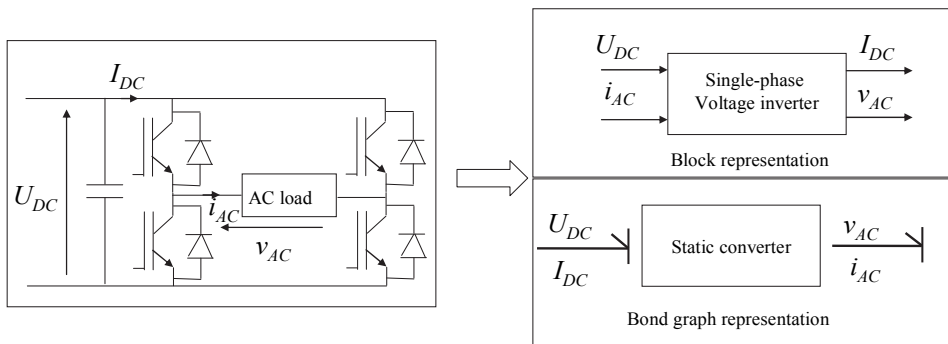 I_DC
U_DC
AC load
i_AC
v_AC
U_DC
i_AC
Single-phase
Voltage inverter
I_DC
v_AC
Block representation
U_DC
I_DC
Static converter
v_AC
i_AC
Bond graph representation